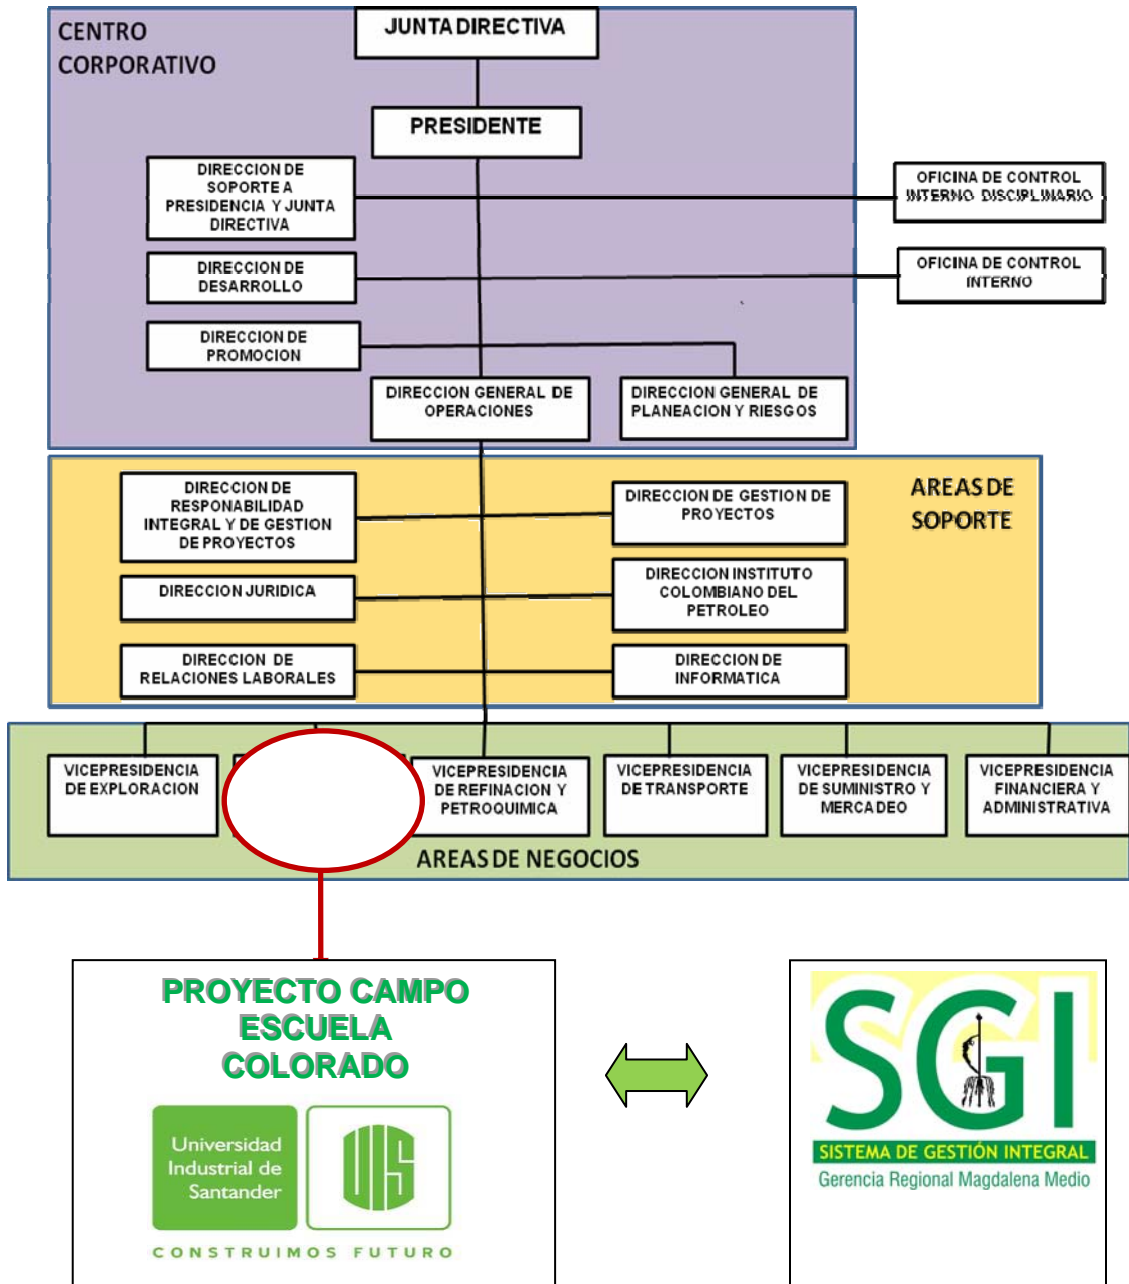 CENTRO
CORPORATIVO
JUNTA DIRECTIVA
PRESIDENTE
DIRECCION DE
SOPORTE A
PRESIDENCIA Y JUNTA
DIRECTIVA
OFICINA DE CONTROL
INTERNO DISCIPLINARIO
DIRECCION DE
DESARROLLO
OFICINA DE CONTROL
INTERNO
DIRECCION DE
PROMOCION
DIRECCION GENERAL DE
OPERACIONES
DIRECCION GENERAL DE
PLANEACION Y RIESGOS
AREAS DE
SOPORTE
DIRECCION DE
RESPONSABILIDAD
INTEGRAL Y DE GESTION
DE PROYECTOS
DIRECCION DE GESTION DE
PROYECTOS
DIRECCION JURIDICA
DIRECCION INSTITUTO
COLOMBIANO DEL
PETROLEO
DIRECCION DE
RELACIONES LABORALES
DIRECCION DE
INFORMATICA
VICEPRESIDENCIA
DE EXPLORACION
VICEPRESIDENCIA
DE REFINACION Y
PETROQUIMICA
VICEPRESIDENCIA
DE TRANSPORTE
VICEPRESIDENCIA
DE SUMINISTRO Y
MERCADEO
VICEPRESIDENCIA
FINANCIERA Y
ADMINISTRATIVA
AREAS DE NEGOCIOS
PROYECTO CAMPO
ESCUELA
COLORADO
Universidad
Industrial de
Santander
UIS
CONSTRUIMOS FUTURO
SGI
SISTEMA DE GESTIÓN INTEGRAL
Gerencia Regional Magdalena Medio